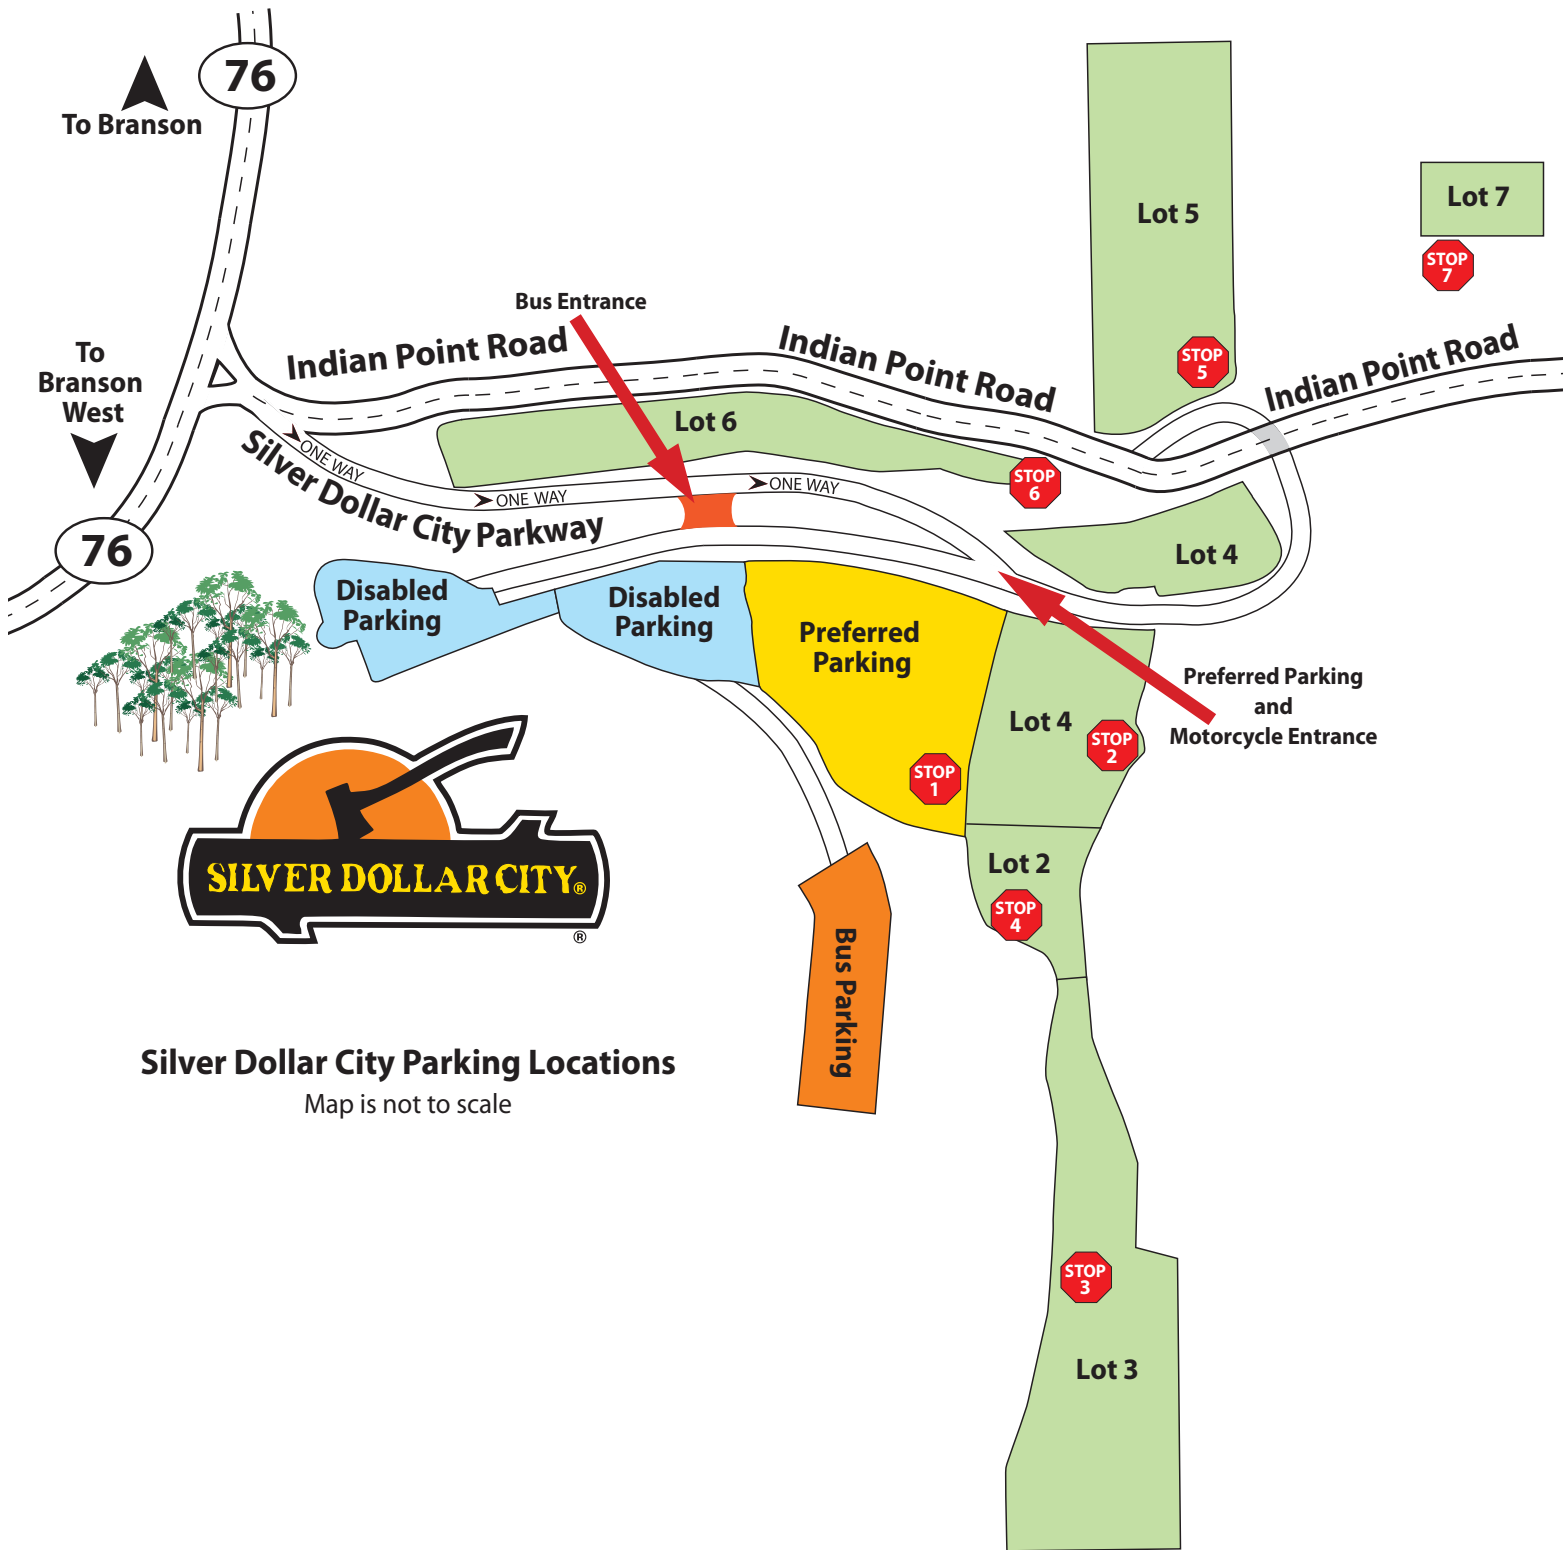 76
To Branson
Lot 5
Lot 7
STOP
7
Bus Entrance
Indian Point Road
Indian Point Road
Indian Point Road
STOP
5
To
Branson
West
Lot 6
ONE WAY
ONE WAY
ONE WAY
Silver Dollar City Parkway
STOP
6
76
Lot 4
Disabled
Parking
Disabled
Parking
Preferred
Parking
Preferred Parking
and
Motorcycle Entrance
Lot 4
STOP
2
STOP
1
Lot 2
STOP
4
SILVER DOLLAR CITY®
®
Bus Parking
Silver Dollar City Parking Locations
Map is not to scale
STOP
3
Lot 3